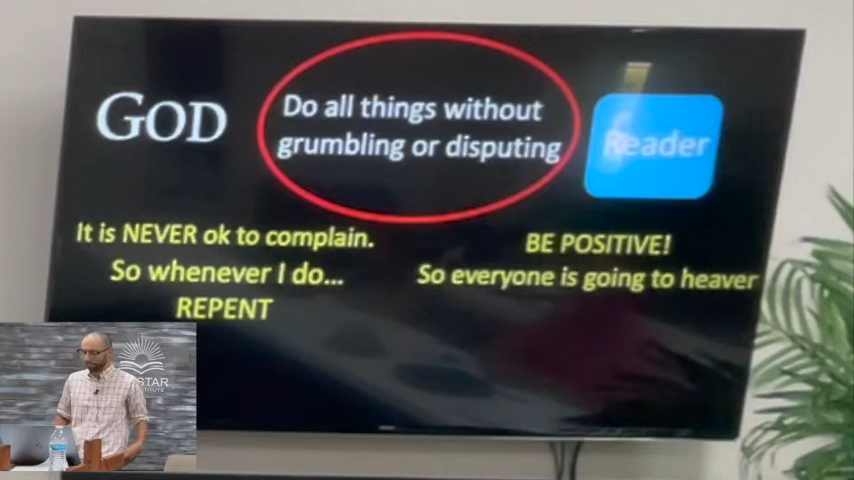 GOD
Do all things without
grumbling or disputing
Reader
It is NEVER ok to complain.
So whenever I do...
REPENT
BE POSITIVE!
So everyone is going to heaver
STAR